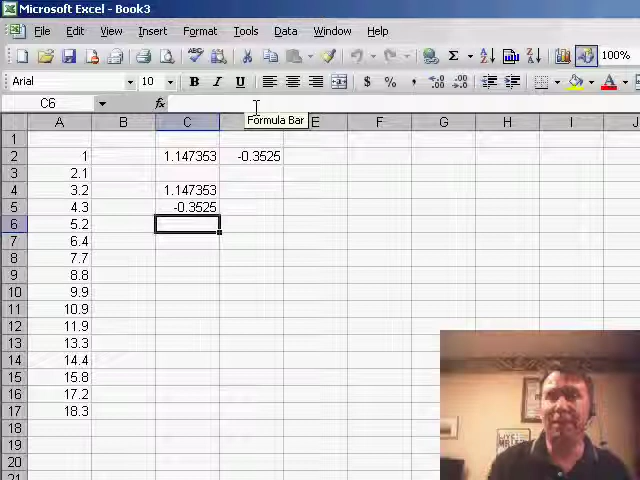 Microsoft Excel - Book3
File Edit View Insert Format Tools Data Window Help
Σ 100%
Arial 10 B I U $ % , A
C6 fx
Formula Bar
A B C E F G H I J
1
2 1 1.147353 -0.3525
3 2.1
4 3.2 1.147353
5 4.3 -0.3525
6 5.2
7 6.4
8 7.7
9 8.8
10 9.9
11 10.9
12 11.9
13 13.3
14 14.4
15 15.8
16 17.2
17 18.3
18
19
20
21